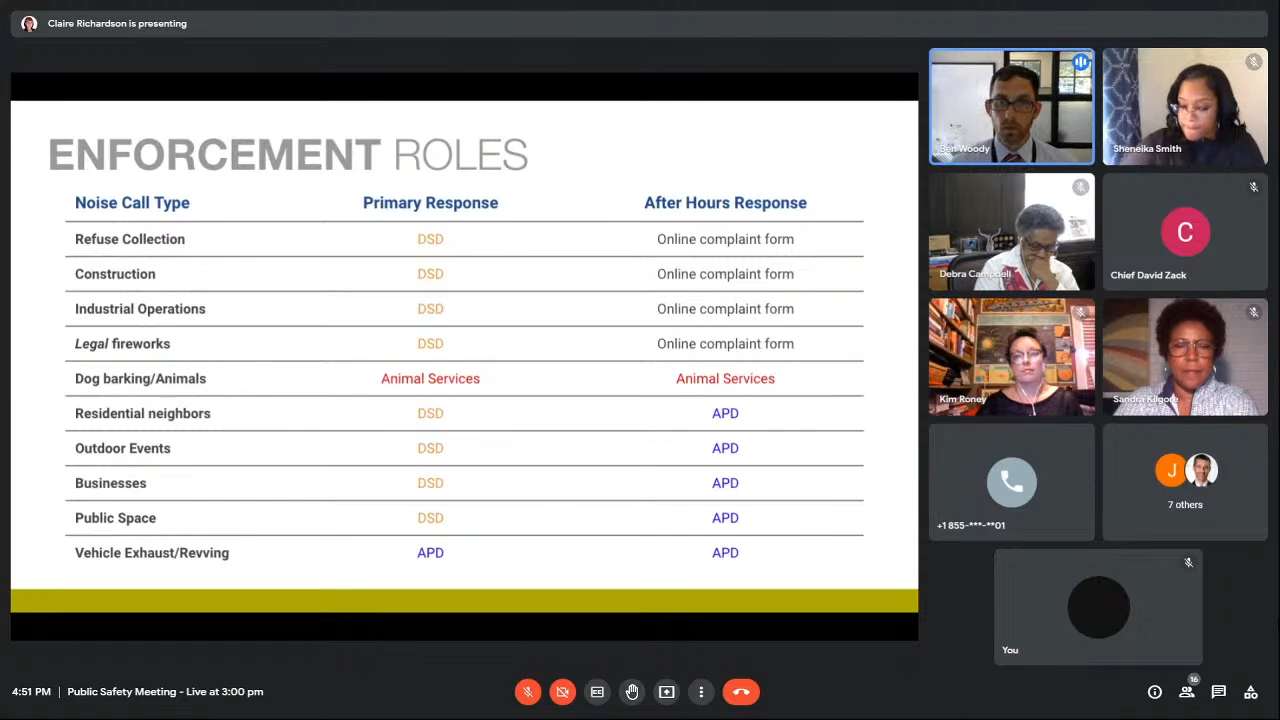 Claire Richardson is presenting
ENFORCEMENT ROLES
Noise Call Type Primary Response After Hours Response
Refuse Collection DSD Online complaint form
Construction DSD Online complaint form
Industrial Operations DSD Online complaint form
Legal fireworks DSD Online complaint form
Dog barking/Animals Animal Services Animal Services
Residential neighbors DSD APD
Outdoor Events DSD APD
Businesses DSD APD
Public Space DSD APD
Vehicle Exhaust/Revving APD APD
Ben Woody
Sheneika Smith
Debra Campbell
C
Chief David Zack
Kim Roney
Sandra Kilgore
+1 855-***-**01
J
7 others
You
4:51 PM | Public Safety Meeting - Live at 3:00 pm
CC
16